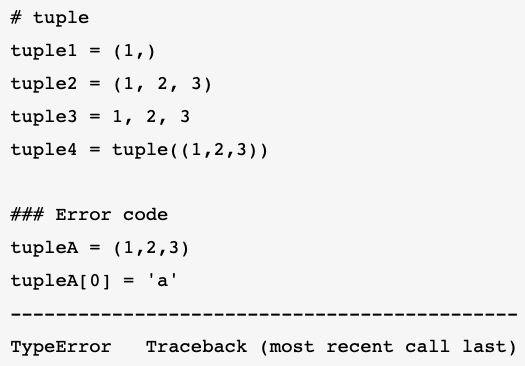 # tuple
tuple1 = (1,)
tuple2 = (1, 2, 3)
tuple3 = 1, 2, 3
tuple4 = tuple((1,2,3))
### Error code
tupleA = (1,2,3)
tupleA[0] = 'a'
---------------------------------------------
TypeError   Traceback (most recent call last)